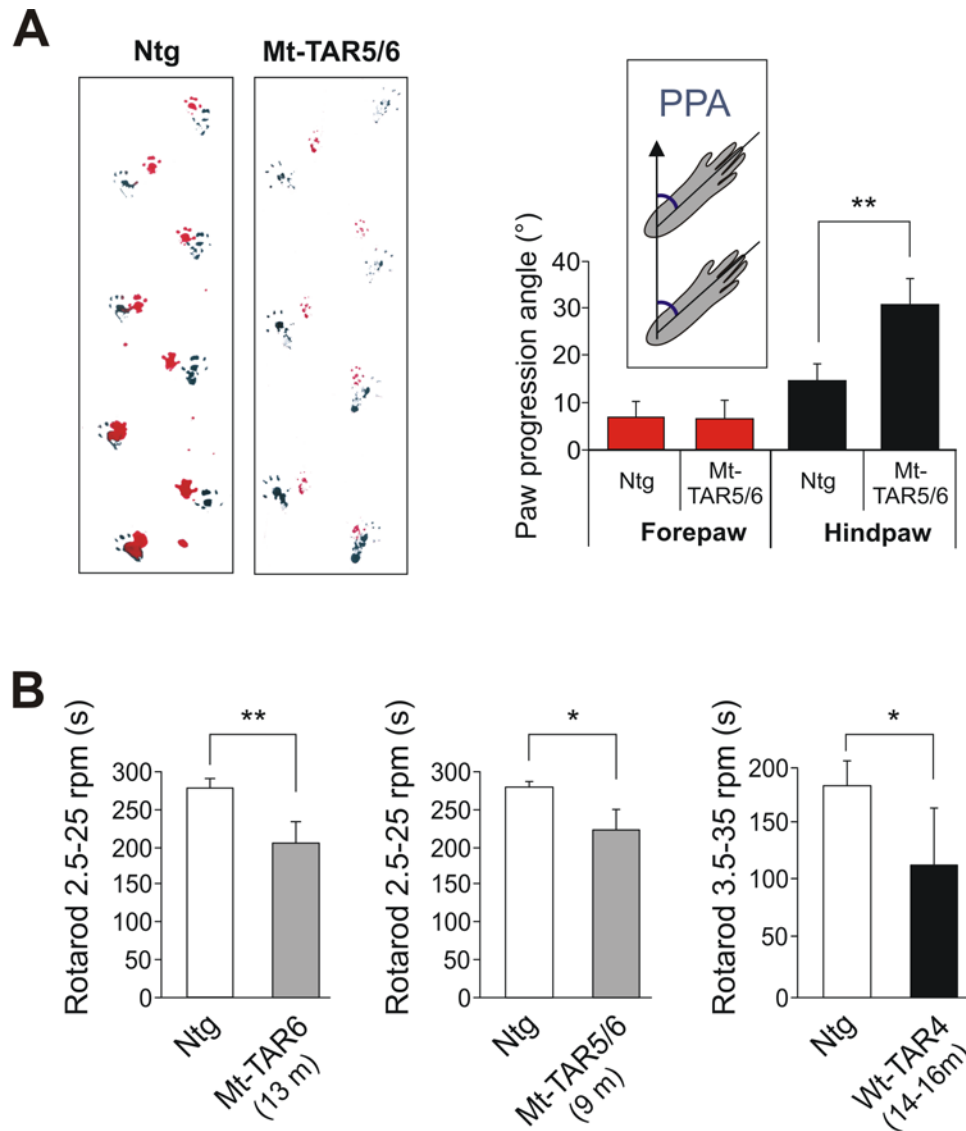 A
Ntg
Mt-TAR5/6
PPA
**
Paw progression angle (°)
40
30
20
10
0
Ntg
Mt-
TAR5/6
Ntg
Mt-
TAR5/6
Forepaw
Hindpaw
B
Rotarod 2.5-25 rpm (s)
**
300
250
200
150
100
50
0
Ntg
Mt-TAR6
(13 m)
Rotarod 2.5-25 rpm (s)
*
300
250
200
150
100
50
0
Ntg
Mt-TAR5/6
(9 m)
Rotarod 3.5-35 rpm (s)
*
200
150
100
50
0
Ntg
Wt-TAR4
(14-16m)